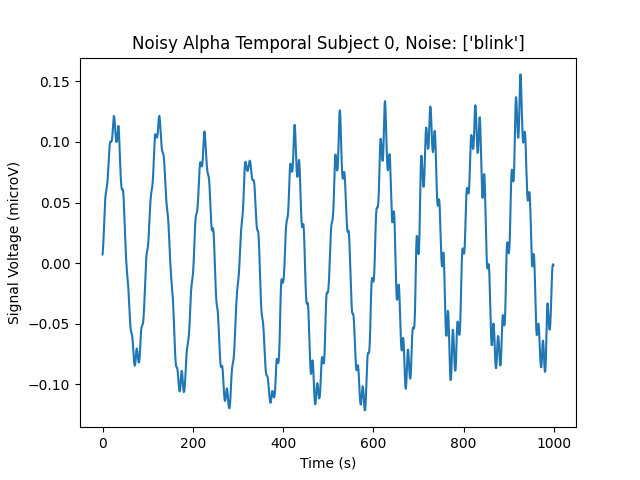 Noisy Alpha Temporal Subject 0, Noise: ['blink']
Signal Voltage (microV)
0.15
0.10
0.05
0.00
−0.05
−0.10
0 200 400 600 800 1000
Time (s)